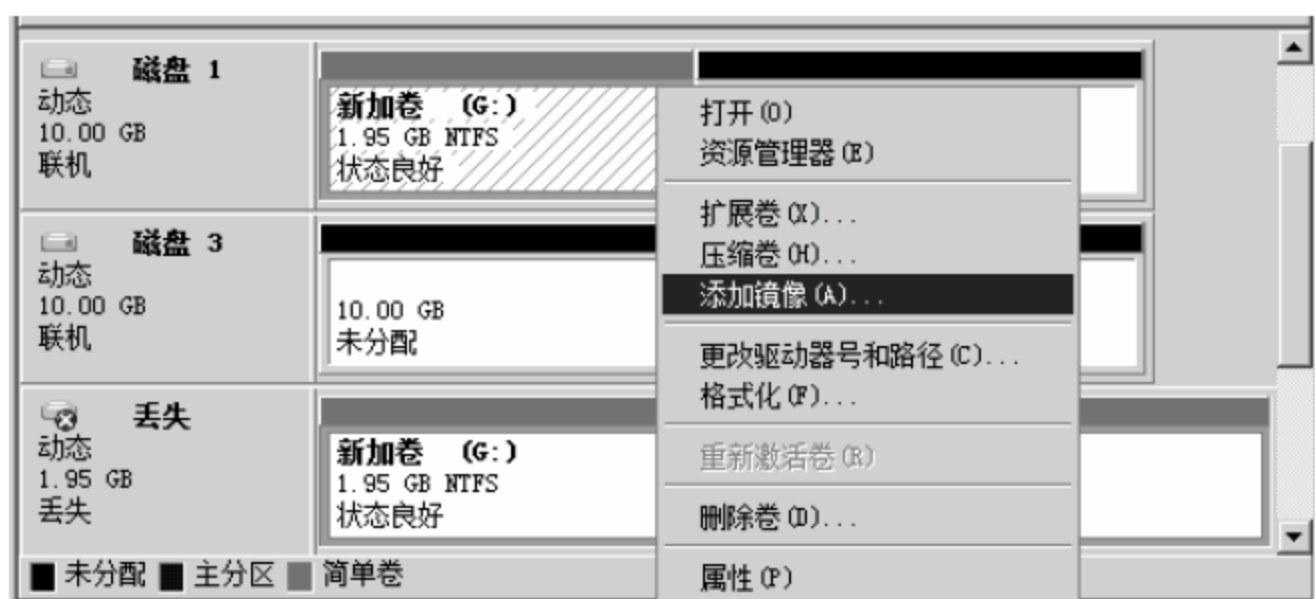 磁盘 1
动态
10.00 GB
联机
新加卷 (G:)
1.95 GB NTFS
状态良好
磁盘 3
动态
10.00 GB
联机
10.00 GB
未分配
丢失
动态
1.95 GB
丢失
新加卷 (G:)
1.95 GB NTFS
状态良好
打开(O)
资源管理器(E)
扩展卷(X)...
压缩卷(H)...
添加镜像(A)...
更改驱动器号和路径(C)...
格式化(F)...
重新激活卷(R)
删除卷(D)...
属性(P)
未分配 主分区 简单卷